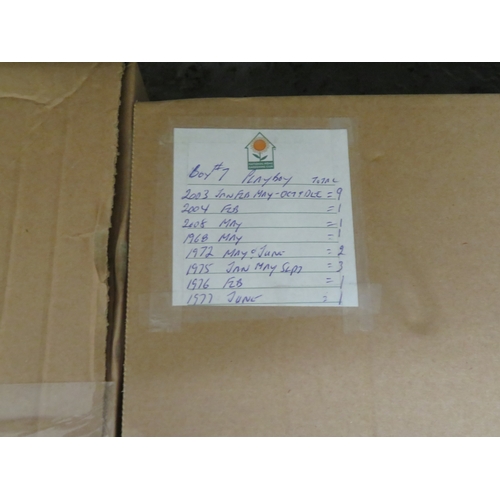 Box #7 PLAYBOY TOTAL
2003 JAN FEB MAY - OCT + DEC = 9
2004 FEB = 1
2008 MAY = 1
1968 MAY = 1
1972 MAY + JUNE = 2
1975 JAN MAY SEPT = 3
1976 FEB = 1
1977 JUNE = 1